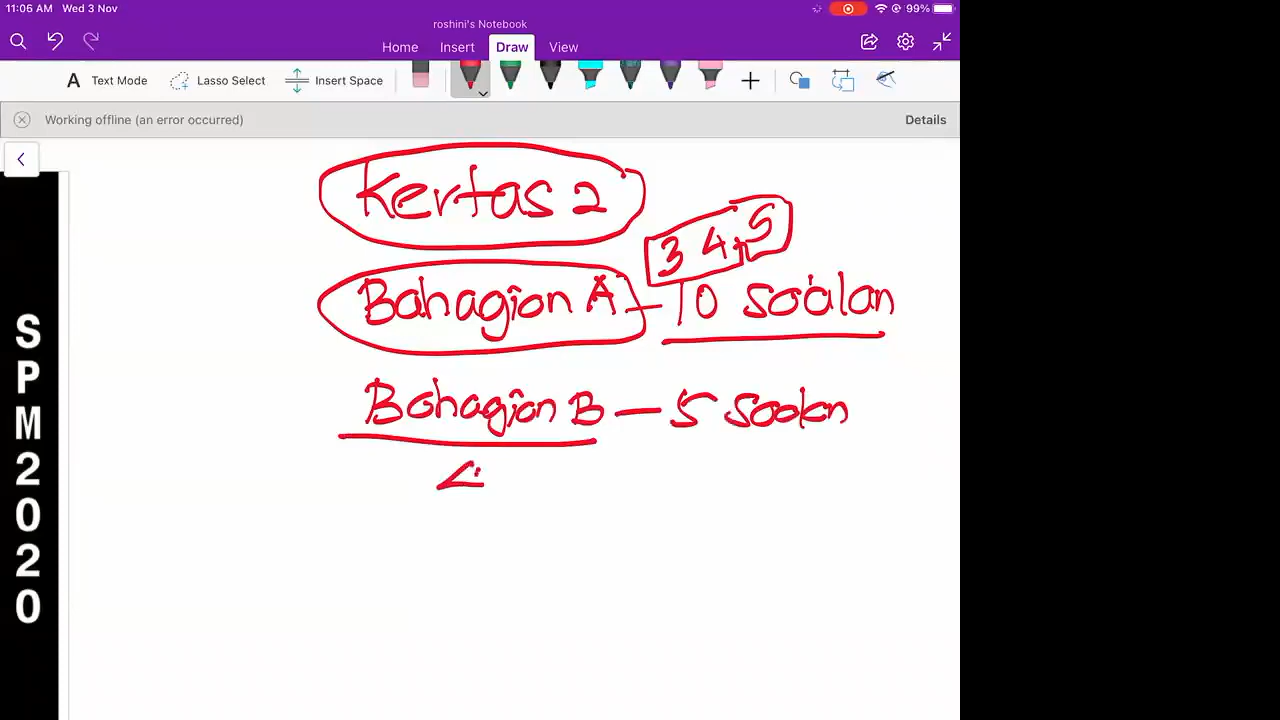 11:06 AM Wed 3 Nov
99%
roshini's Notebook
Home Insert Draw View
A Text Mode Lasso Select Insert Space
Working offline (an error occurred) Details
Kertas 2
3 4, 5
Bahagian A - 10 soalan
Bahagian B - 5 soalan
SPM2020